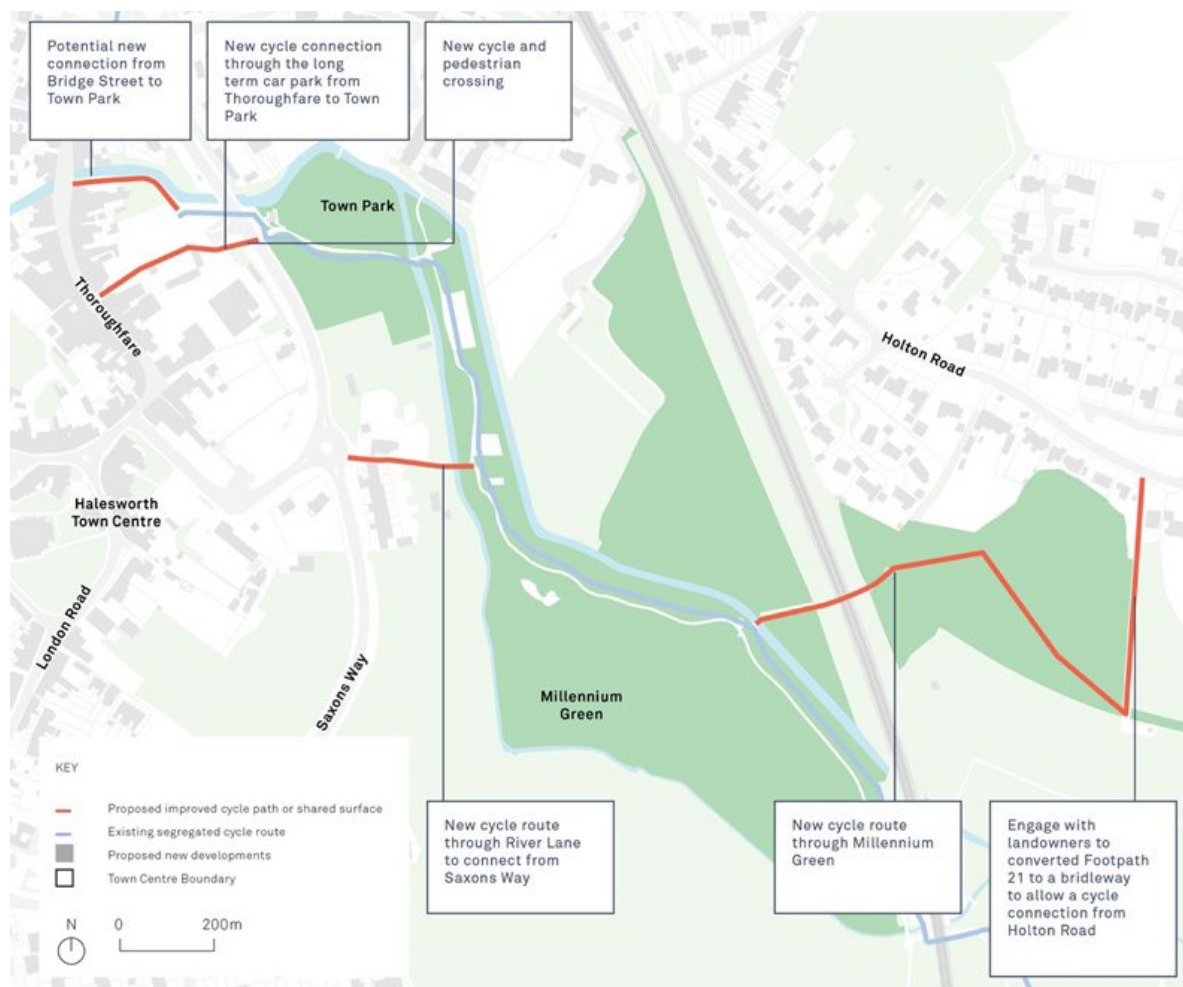 Potential new
connection from
Bridge Street to
Town Park
New cycle connection
through the long
term car park from
Thoroughfare to Town
Park
New cycle and
pedestrian
crossing
Town Park
Thoroughfare
Holton Road
Halesworth
Town Centre
London Road
Saxons Way
Millennium
Green
KEY
Proposed improved cycle path or shared surface
Existing segregated cycle route
Proposed new developments
Town Centre Boundary
N
0
200m
New cycle route
through River Lane
to connect from
Saxons Way
New cycle route
through Millennium
Green
Engage with
landowners to
converted Footpath
21 to a bridleway
to allow a cycle
connection from
Holton Road